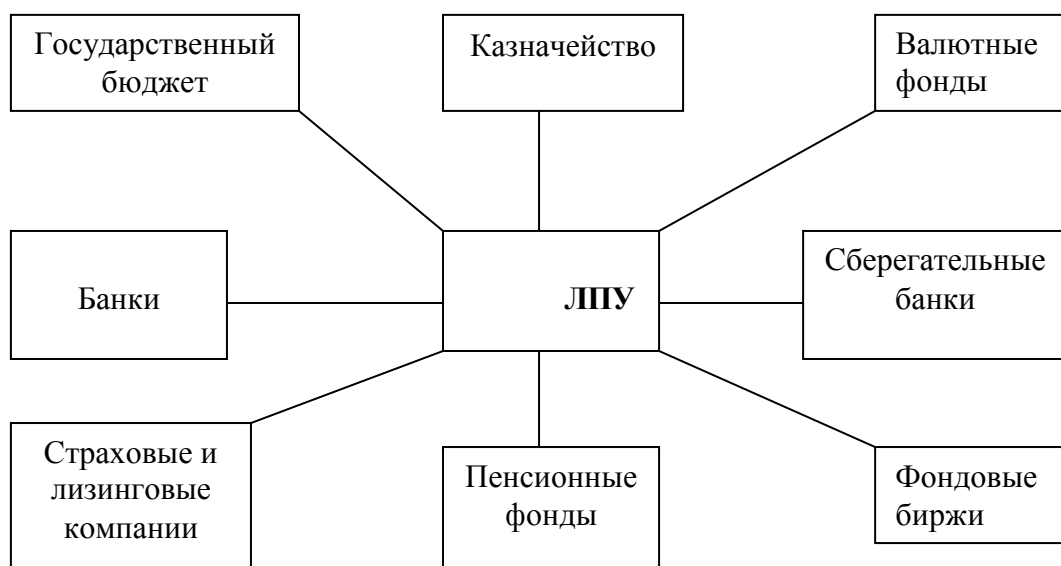 Государственный
бюджет
Казначейство
Валютные
фонды
Банки
ЛПУ
Сберегательные
банки
Страховые и
лизинговые
компании
Пенсионные
фонды
Фондовые
биржи